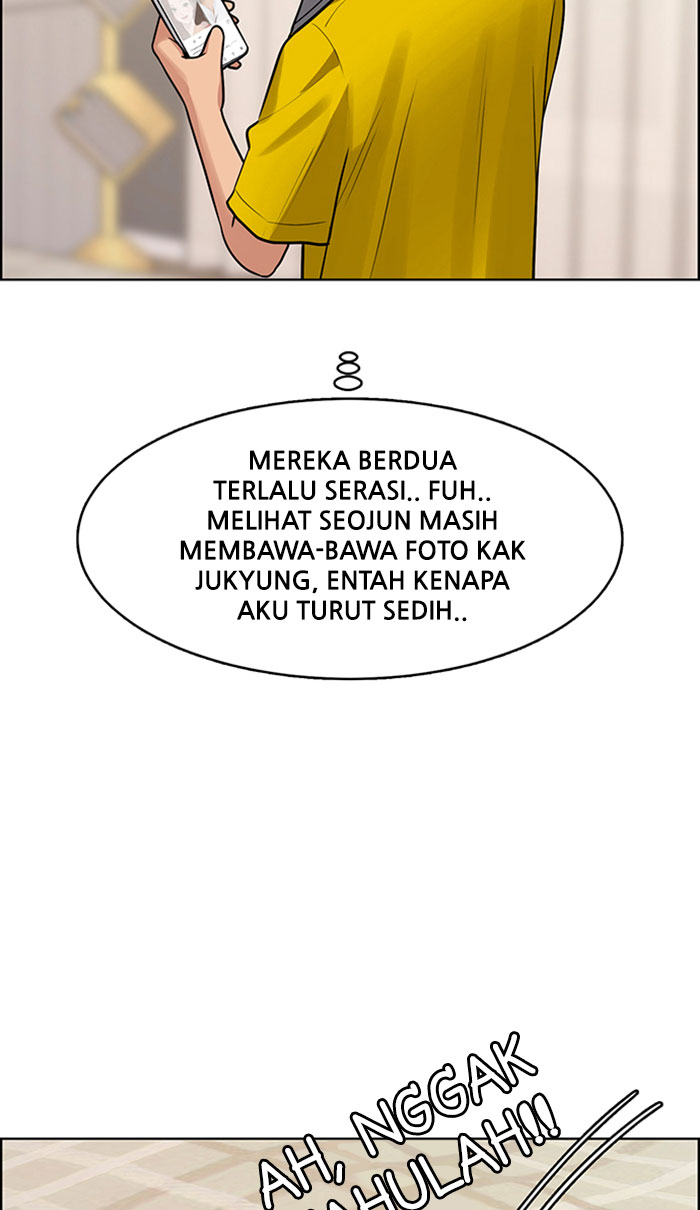 MEREKA BERDUA
TERLALU SERASI.. FUH..
MELIHAT SEOJUN MASIH
MEMBAWA-BAWA FOTO KAK
JUKYUNG, ENTAH KENAPA
AKU TURUT SEDIH..
AH, NGGAK